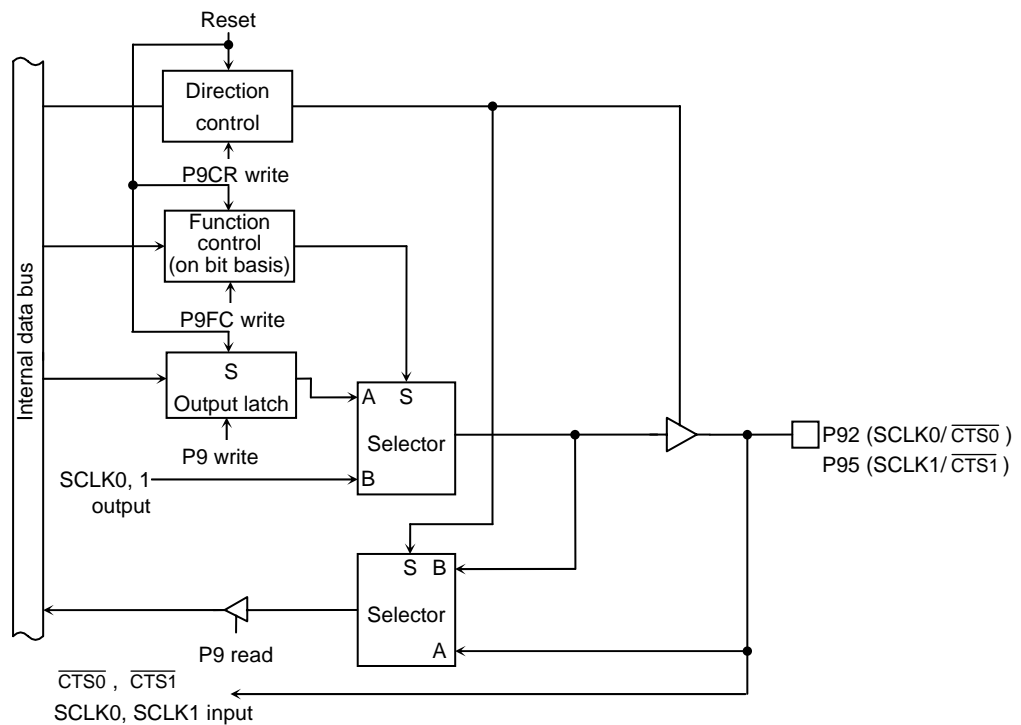 Reset
Direction
control
P9CR write
Function
control
(on bit basis)
P9FC write
Internal data bus
S
Output latch
P9 write
SCLK0, 1
output
A S
Selector
B
P92 (SCLK0/CTS0)
P95 (SCLK1/CTS1)
S B
Selector
A
P9 read
CTS0 , CTS1
SCLK0, SCLK1 input